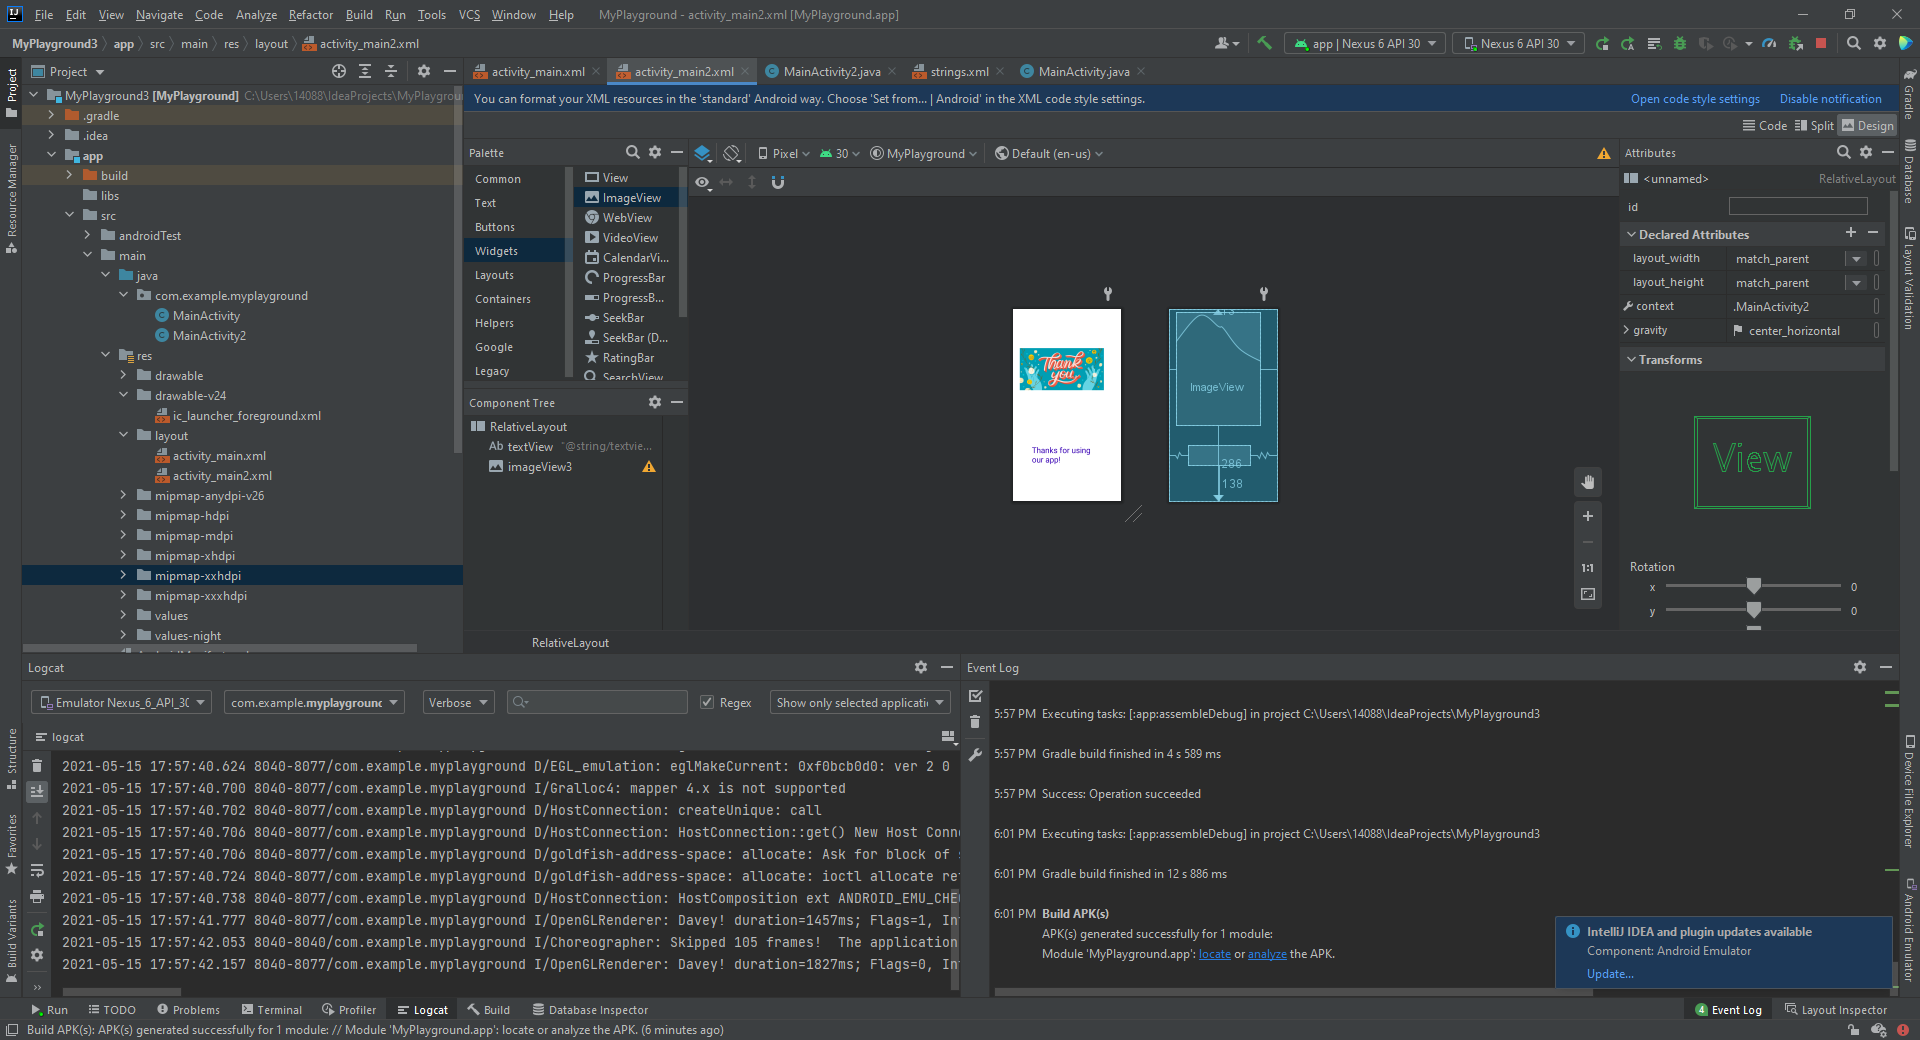 File Edit View Navigate Code Analyze Refactor Build Run Tools VCS Window Help MyPlayground - activity_main2.xml [MyPlayground.app]
MyPlayground3 app src main res layout activity_main2.xml
app | Nexus 6 API 30 Nexus 6 API 30
Project
Resource Manager
Structure
Favorites
Build Variants
Project
MyPlayground3 [MyPlayground] C:\Users\14088\IdeaProjects\MyPlaygroun
.gradle
.idea
app
build
libs
src
androidTest
main
java
com.example.myplayground
MainActivity
MainActivity2
res
drawable
drawable-v24
ic_launcher_foreground.xml
layout
activity_main.xml
activity_main2.xml
mipmap-anydpi-v26
mipmap-hdpi
mipmap-mdpi
mipmap-xhdpi
mipmap-xxhdpi
mipmap-xxxhdpi
values
values-night
activity_main.xml activity_main2.xml MainActivity2.java strings.xml MainActivity.java
You can format your XML resources in the 'standard' Android way. Choose 'Set from... | Android' in the XML code style settings.
Open code style settings Disable notification
Code Split Design
Palette
Common
Text
Buttons
Widgets
Layouts
Containers
Helpers
Google
Legacy
View
ImageView
WebView
VideoView
CalendarVi...
ProgressBar
ProgressB...
SeekBar
SeekBar (D...
RatingBar
SearchView
Component Tree
RelativeLayout
Ab textView "@string/textvie...
imageView3
Pixel 30 MyPlayground Default (en-us)
Thank
you
Thanks for using
our app!
ImageView
286
138
1:1
RelativeLayout
Attributes
<unnamed> RelativeLayout
id
Declared Attributes
layout_width match_parent
layout_height match_parent
context .MainActivity2
gravity center_horizontal
Transforms
View
Rotation
x 0
y 0
Gradle
Database
Layout Validation
Device File Explorer
Android Emulator
Logcat
Emulator Nexus_6_API_30 com.example.myplayground Verbose Regex Show only selected applicati
logcat
2021-05-15 17:57:40.624 8040-8077/com.example.myplayground D/EGL_emulation: eglMakeCurrent: 0xf0bcb0d0: ver 2 0
2021-05-15 17:57:40.700 8040-8077/com.example.myplayground I/Gralloc4: mapper 4.x is not supported
2021-05-15 17:57:40.702 8040-8077/com.example.myplayground D/HostConnection: createUnique: call
2021-05-15 17:57:40.706 8040-8077/com.example.myplayground D/HostConnection: HostConnection::get() New Host Conne
2021-05-15 17:57:40.706 8040-8077/com.example.myplayground D/goldfish-address-space: allocate: Ask for block of s
2021-05-15 17:57:40.724 8040-8077/com.example.myplayground D/goldfish-address-space: allocate: ioctl allocate ret
2021-05-15 17:57:40.738 8040-8077/com.example.myplayground D/HostConnection: HostComposition ext ANDROID_EMU_CHE
2021-05-15 17:57:41.777 8040-8077/com.example.myplayground I/OpenGLRenderer: Davey! duration=1457ms; Flags=1, Int
2021-05-15 17:57:42.053 8040-8040/com.example.myplayground I/Choreographer: Skipped 105 frames! The application
2021-05-15 17:57:42.157 8040-8077/com.example.myplayground I/OpenGLRenderer: Davey! duration=1827ms; Flags=0, Int
Event Log
5:57 PM Executing tasks: [:app:assembleDebug] in project C:\Users\14088\IdeaProjects\MyPlayground3
5:57 PM Gradle build finished in 4 s 589 ms
5:57 PM Success: Operation succeeded
6:01 PM Executing tasks: [:app:assembleDebug] in project C:\Users\14088\IdeaProjects\MyPlayground3
6:01 PM Gradle build finished in 12 s 886 ms
6:01 PM Build APK(s)
APK(s) generated successfully for 1 module:
Module 'MyPlayground.app': locate or analyze the APK.
IntelliJ IDEA and plugin updates available
Component: Android Emulator
Update...
Run TODO Problems Terminal Profiler Logcat Build Database Inspector
4 Event Log Layout Inspector
Build APK(s): APK(s) generated successfully for 1 module: // Module 'MyPlayground.app': locate or analyze the APK. (6 minutes ago)